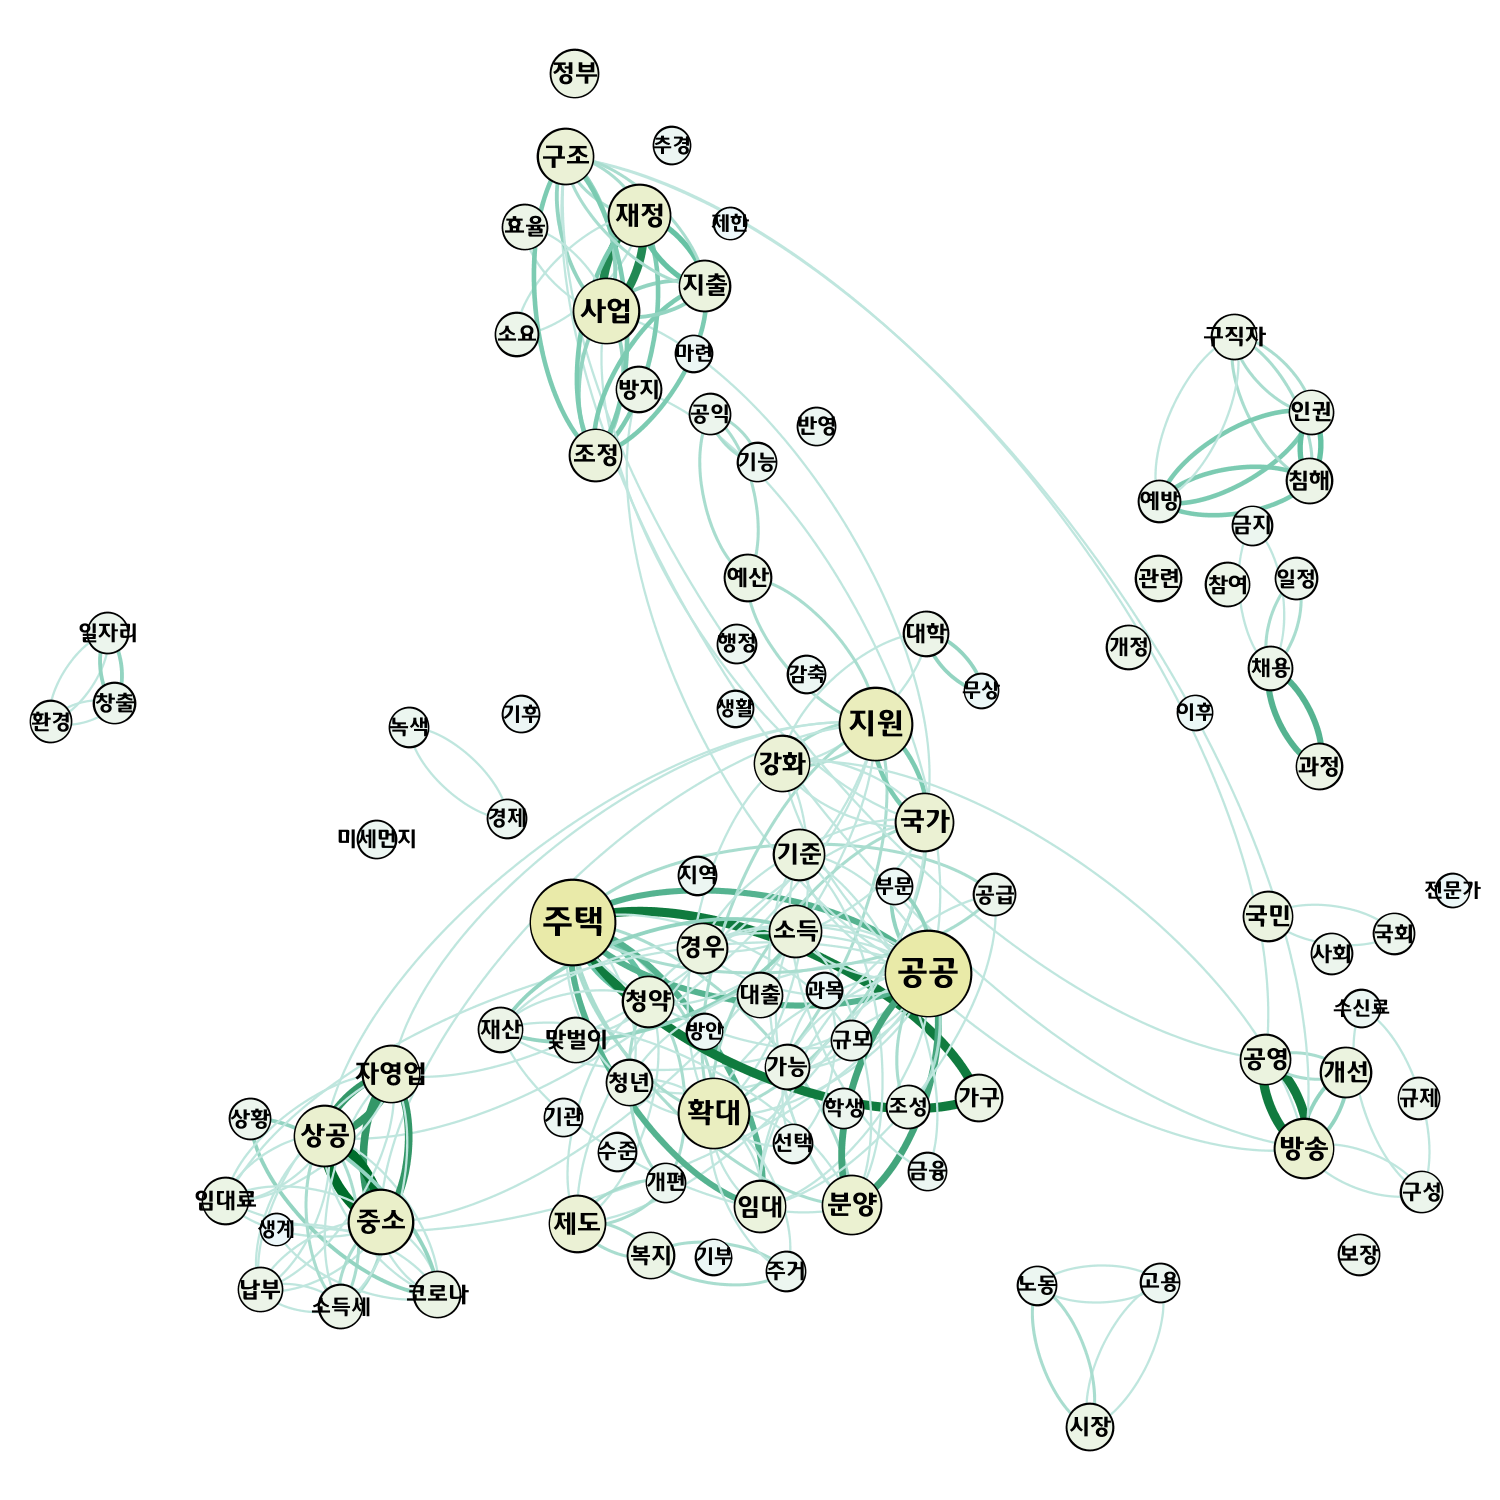 정부
추경
구조
재정
제한
효율
지출
사업
소요
마련
구직자
방지
공익
인권
반영
조정
기능
침해
예방
금지
예산
관련
참여
일정
일자리
대학
행정
개정
채용
감축
무상
창출
환경
녹색
기후
생활
이후
지원
강화
과정
경제
국가
미세먼지
기준
지역
부문
공급
전문가
주택
국민
소득
국회
경우
사회
공공
청약
대출
과목
수신료
재산
맞벌이
방안
규모
공영
개선
자영업
가능
청년
가구
규제
상황
기관
확대
학생
조성
상공
선택
방송
수준
금융
개편
구성
임대료
생계
중소
제도
임대
분양
복지
기부
주거
보장
납부
소득세
코로나
노동
고용
시장